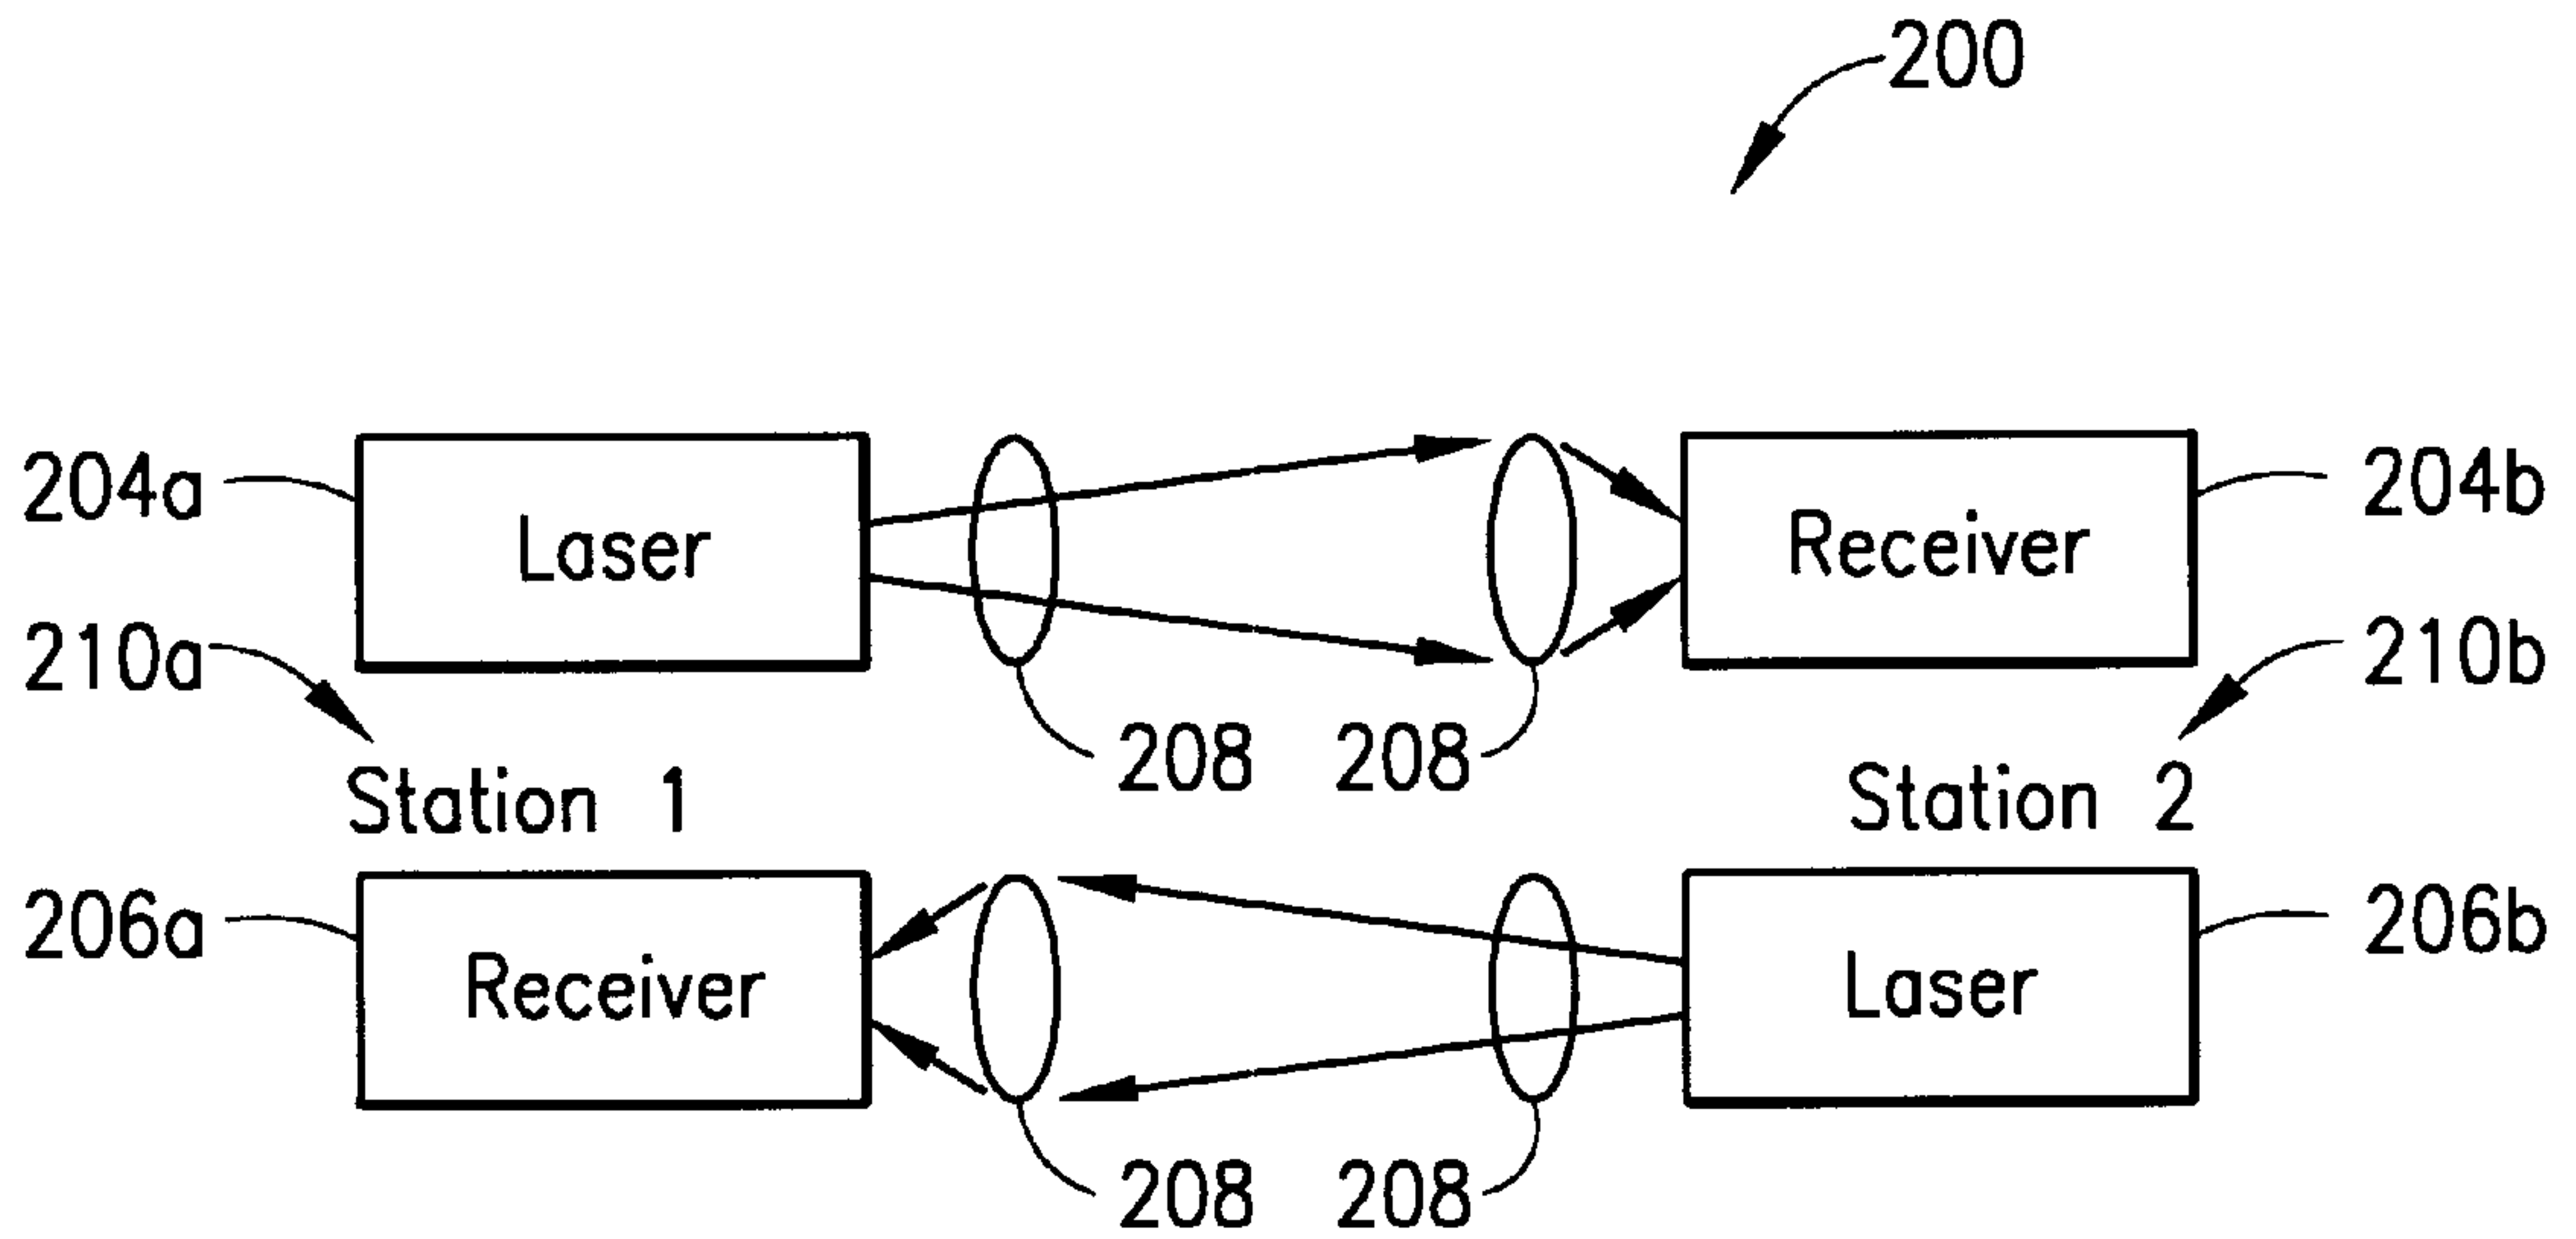 200
204a Laser Receiver 204b
210a 208 208 210b
Station 1 Station 2
206a Receiver Laser 206b
208 208